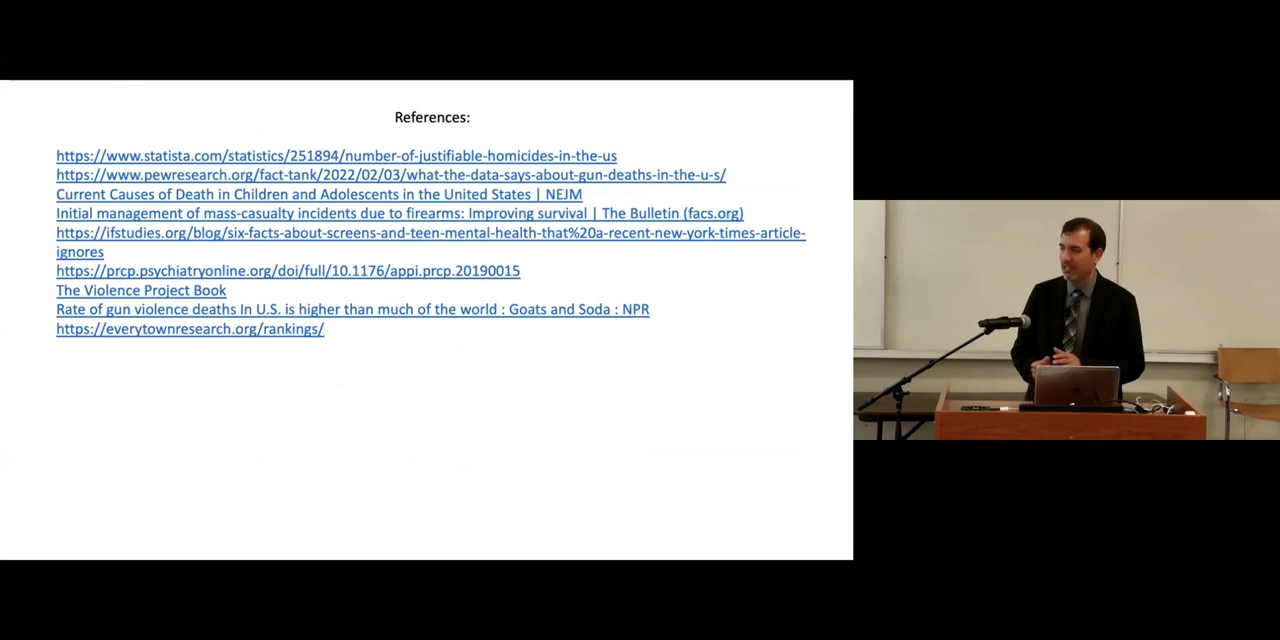 References:
https://www.statista.com/statistics/251894/number-of-justifiable-homicides-in-the-us
https://www.pewresearch.org/fact-tank/2022/02/03/what-the-data-says-about-gun-deaths-in-the-u-s/
Current Causes of Death in Children and Adolescents in the United States | NEJM
Initial management of mass-casualty incidents due to firearms: Improving survival | The Bulletin (facs.org)
https://ifstudies.org/blog/six-facts-about-screens-and-teen-mental-health-that%20a-recent-new-york-times-article-
ignores
https://prcp.psychiatryonline.org/doi/full/10.1176/appi.prcp.20190015
The Violence Project Book
Rate of gun violence deaths In U.S. is higher than much of the world : Goats and Soda : NPR
https://everytownresearch.org/rankings/